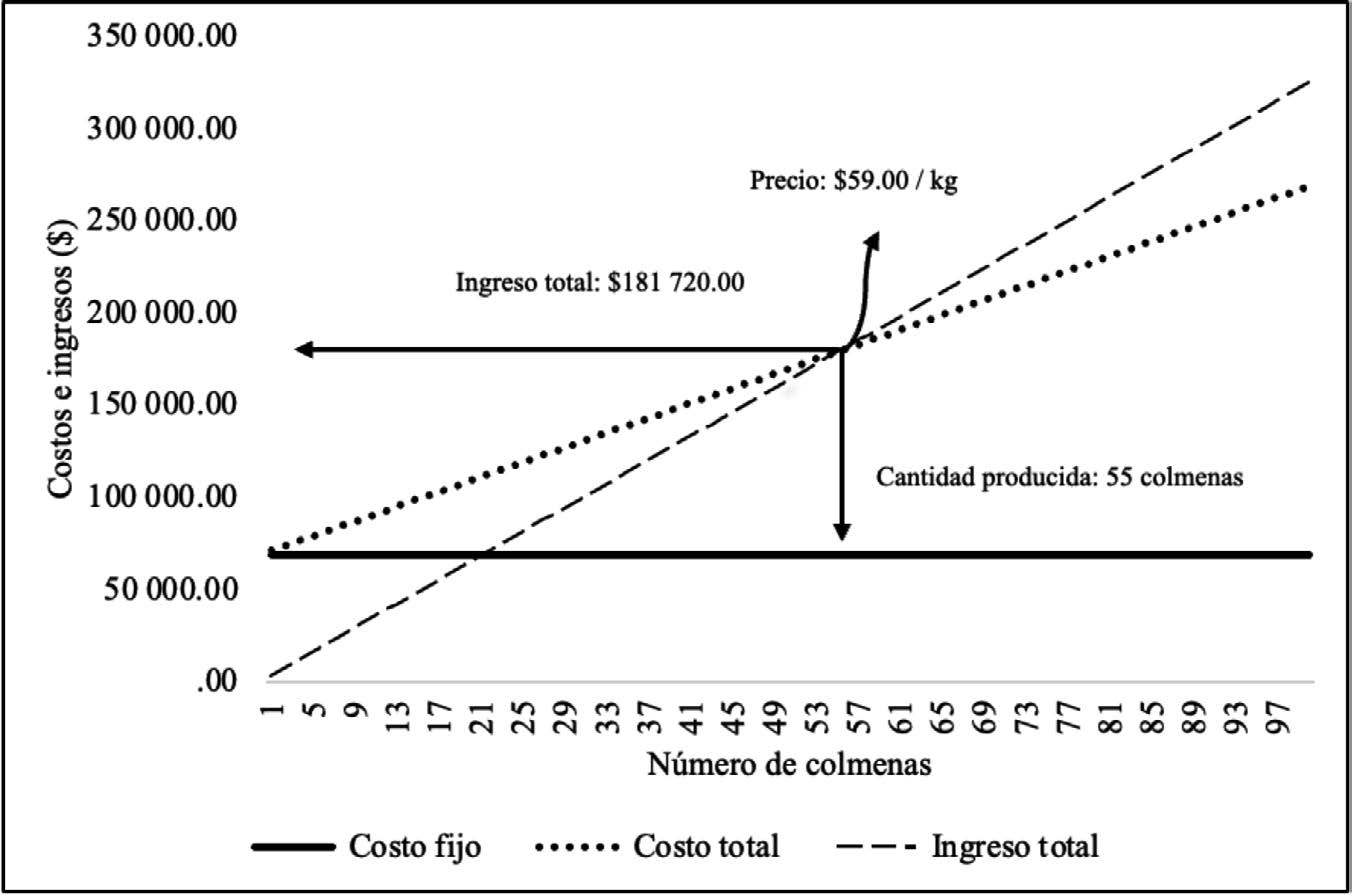 350 000.00
300 000.00
250 000.00
200 000.00
150 000.00
100 000.00
50 000.00
.00
Costos e ingresos ($)
Precio: $59.00 / kg
Ingreso total: $181 720.00
Cantidad producida: 55 colmenas
1 5 9 13 17 21 25 29 33 37 41 45 49 53 57 61 65 69 73 77 81 85 89 93 97
Número de colmenas
Costo fijo Costo total Ingreso total